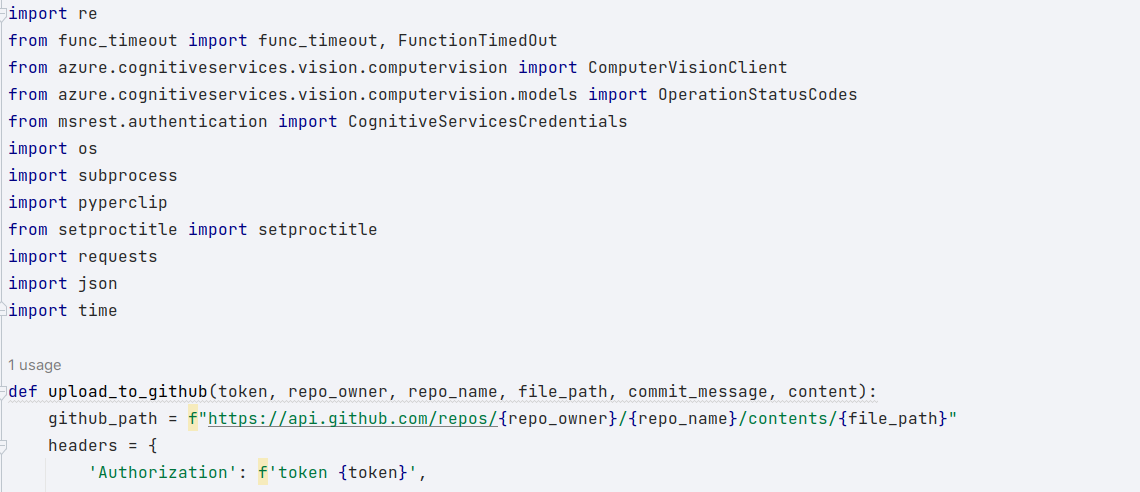 import re
from func_timeout import func_timeout, FunctionTimedOut
from azure.cognitiveservices.vision.computervision import ComputerVisionClient
from azure.cognitiveservices.vision.computervision.models import OperationStatusCodes
from msrest.authentication import CognitiveServicesCredentials
import os
import subprocess
import pyperclip
from setproctitle import setproctitle
import requests
import json
import time

1 usage
def upload_to_github(token, repo_owner, repo_name, file_path, commit_message, content):
    github_path = f"https://api.github.com/repos/{repo_owner}/{repo_name}/contents/{file_path}"
    headers = {
        'Authorization': f'token {token}',